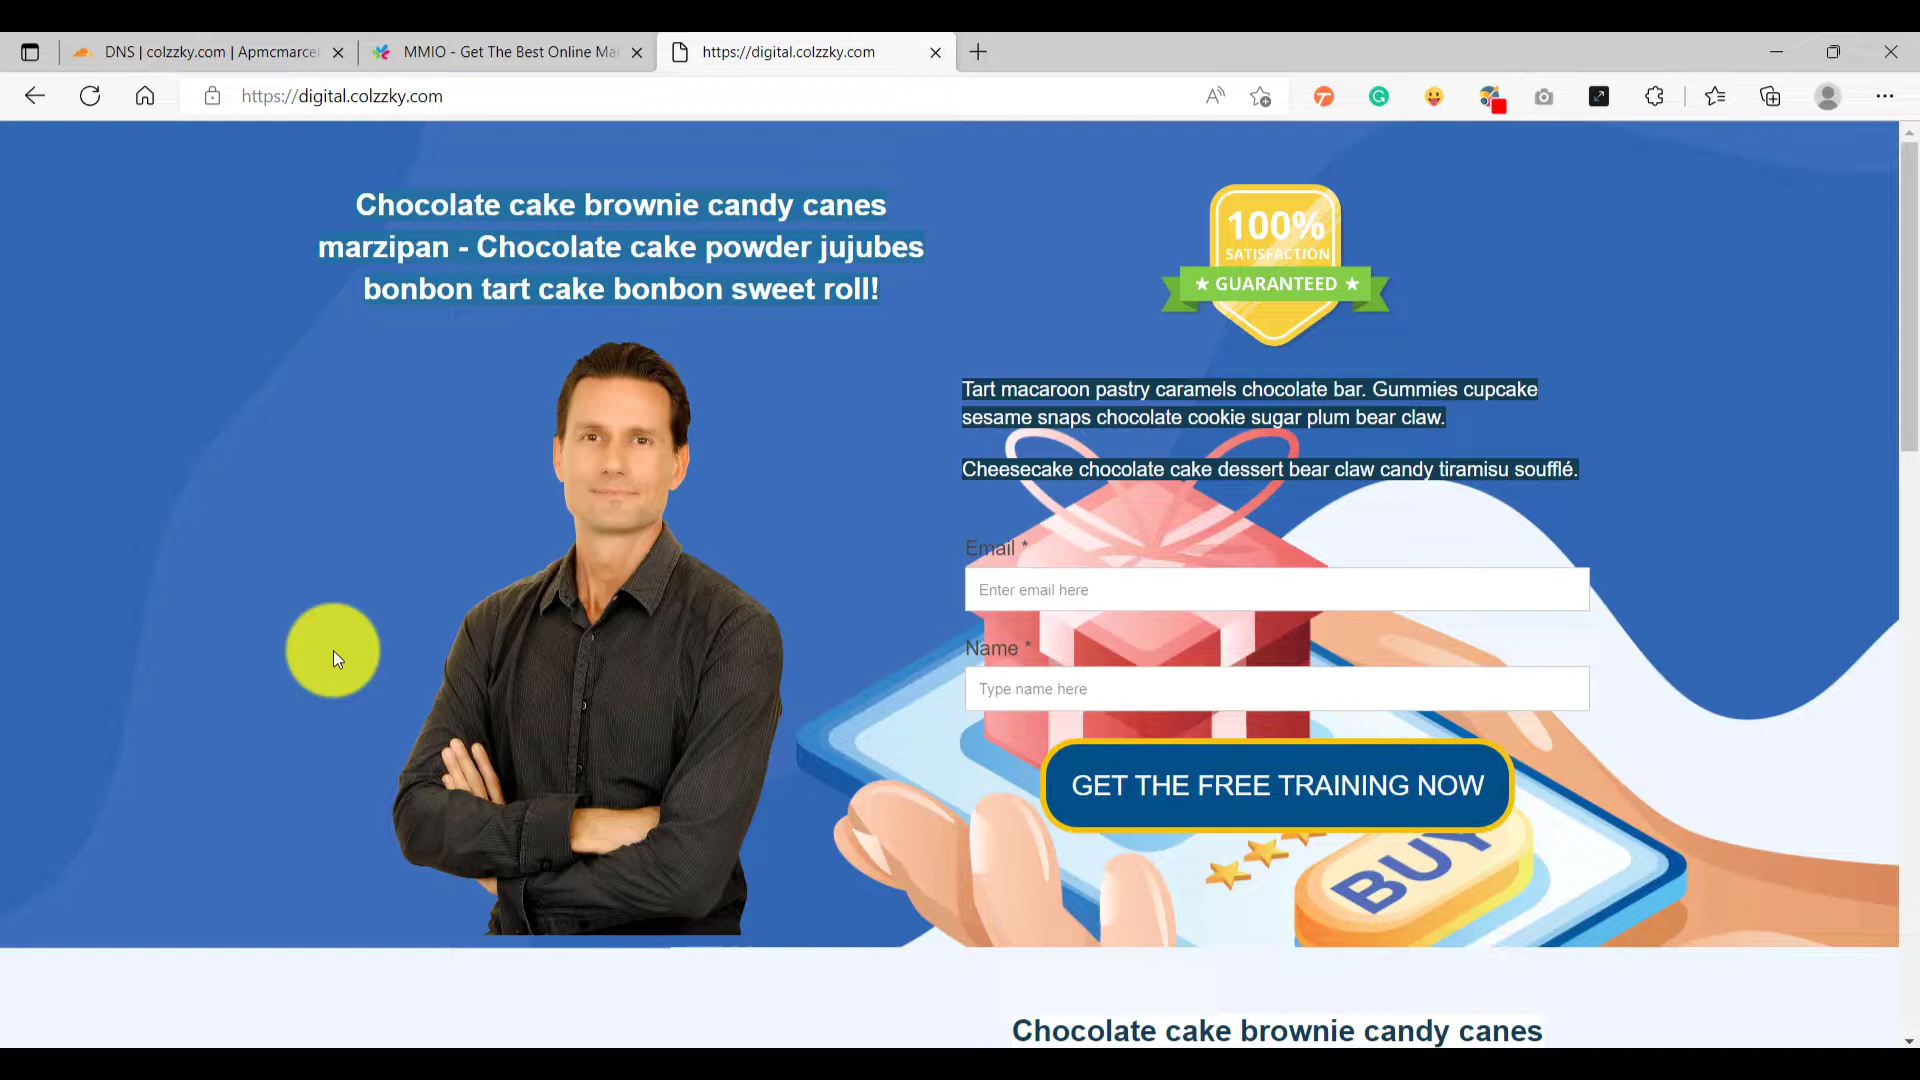 DNS | colzzky.com | Apmcmarce
MMIO - Get The Best Online Ma
https://digital.colzzky.com
https://digital.colzzky.com
Chocolate cake brownie candy canes
marzipan - Chocolate cake powder jujubes
bonbon tart cake bonbon sweet roll!
100%
SATISFACTION
★ GUARANTEED ★
Tart macaroon pastry caramels chocolate bar. Gummies cupcake
sesame snaps chocolate cookie sugar plum bear claw.
Cheesecake chocolate cake dessert bear claw candy tiramisu soufflé.
Email *
Enter email here
Name *
Type name here
GET THE FREE TRAINING NOW
BUY
Chocolate cake brownie candy canes